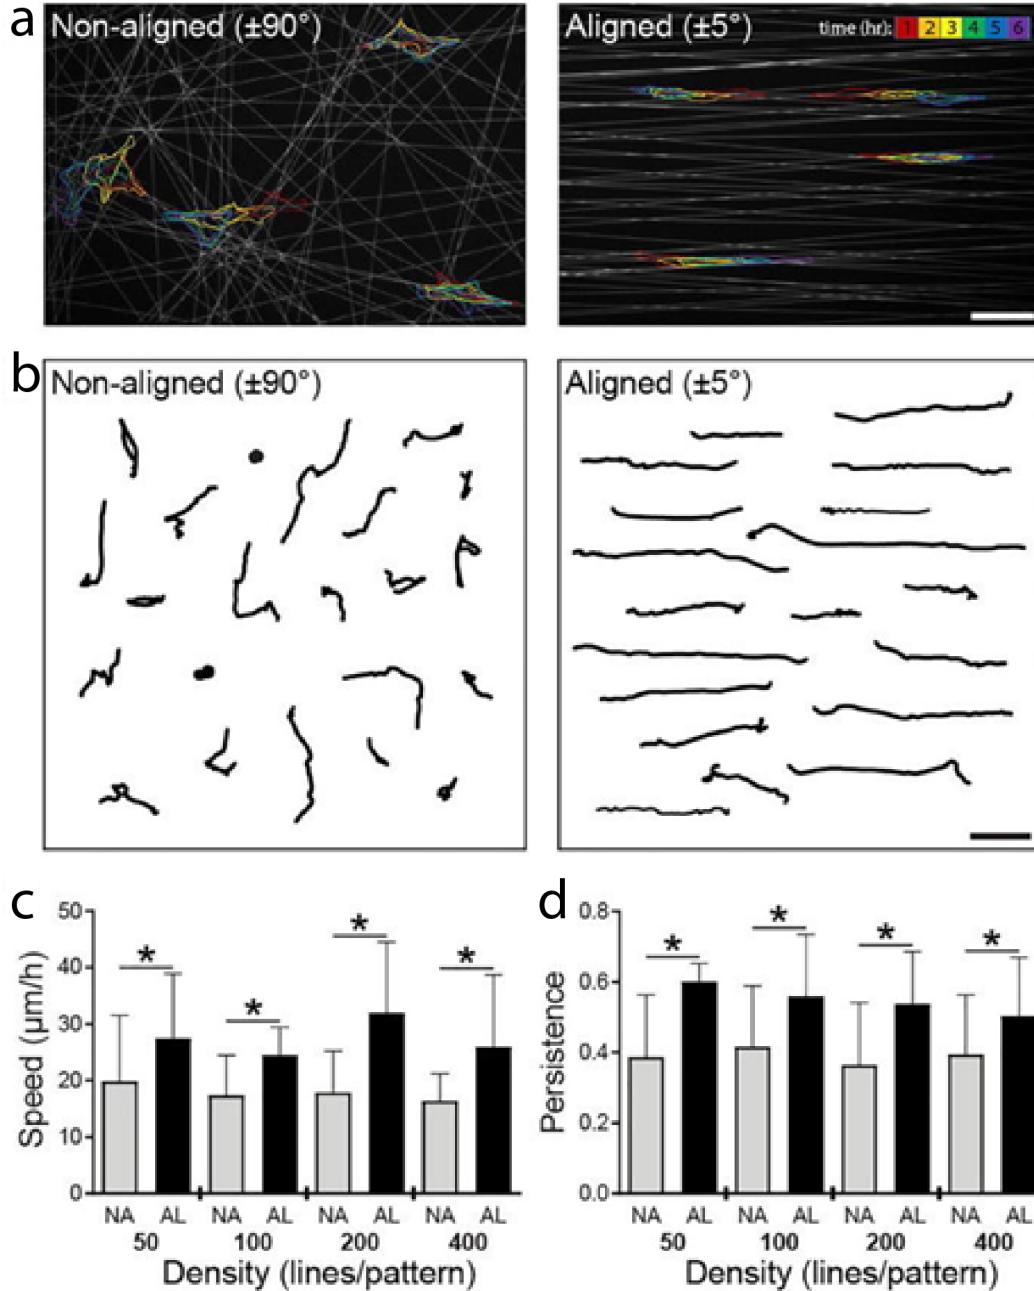 a
Non-aligned (±90°)
Aligned (±5°)
time (hr): 1 2 3 4 5 6
b
Non-aligned (±90°)
Aligned (±5°)
c
Speed (µm/h)
50
40
30
20
10
0
* * * *
NA AL NA AL NA AL NA AL
50 100 200 400
Density (lines/pattern)
d
Persistence
0.8
0.6
0.4
0.2
0.0
* * * *
NA AL NA AL NA AL NA AL
50 100 200 400
Density (lines/pattern)